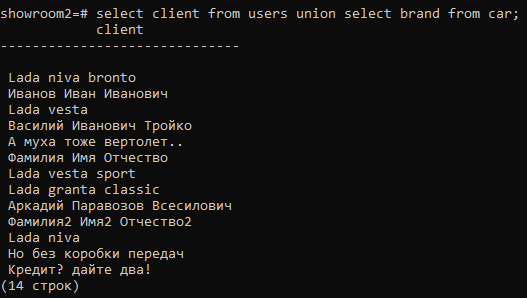 showroom2=# select client from users union select brand from car;
client
-----------------------------
Lada niva bronto
Иванов Иван Иванович
Lada vesta
Василий Иванович Тройко
А муха тоже вертолет..
Фамилия Имя Отчество
Lada vesta sport
Lada granta classic
Аркадий Паравозов Всесилович
Фамилия2 Имя2 Отчество2
Lada niva
Но без коробки передач
Кредит? дайте два!
(14 строк)